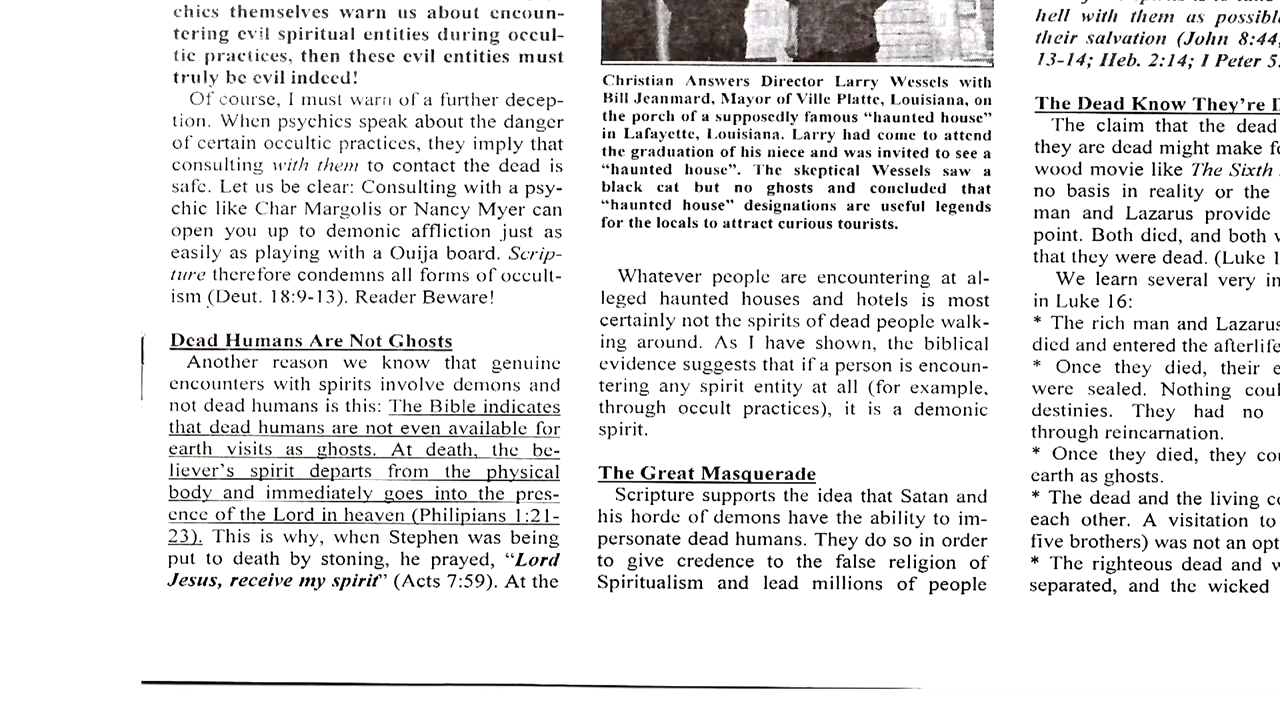 chics themselves warn us about encoun-
tering evil spiritual entities during occul-
tic practices, then these evil entities must
truly be evil indeed!
Of course, I must warn of a further decep-
tion. When psychics speak about the danger
of certain occultic practices, they imply that
consulting with them to contact the dead is
safe. Let us be clear: Consulting with a psy-
chic like Char Margolis or Nancy Myer can
open you up to demonic affliction just as
easily as playing with a Ouija board. Scrip-
ture therefore condemns all forms of occult-
ism (Deut. 18:9-13). Reader Beware!
Dead Humans Are Not Ghosts
Another reason we know that genuine
encounters with spirits involve demons and
not dead humans is this: The Bible indicates
that dead humans are not even available for
earth visits as ghosts. At death, the be-
liever's spirit departs from the physical
body and immediately goes into the pres-
ence of the Lord in heaven (Philipians 1:21-
23). This is why, when Stephen was being
put to death by stoning, he prayed, "Lord
Jesus, receive my spirit" (Acts 7:59). At the
Christian Answers Director Larry Wessels with
Bill Jeanmard, Mayor of Ville Platte, Louisiana, on
the porch of a supposedly famous "haunted house"
in Lafayette, Louisiana. Larry had come to attend
the graduation of his niece and was invited to see a
"haunted house". The skeptical Wessels saw a
black cat but no ghosts and concluded that
"haunted house" designations are useful legends
for the locals to attract curious tourists.
Whatever people are encountering at al-
leged haunted houses and hotels is most
certainly not the spirits of dead people walk-
ing around. As I have shown, the biblical
evidence suggests that if a person is encoun-
tering any spirit entity at all (for example,
through occult practices), it is a demonic
spirit.
The Great Masquerade
Scripture supports the idea that Satan and
his horde of demons have the ability to im-
personate dead humans. They do so in order
to give credence to the false religion of
Spiritualism and lead millions of people
hell with them as possibl
their salvation (John 8:44,
13-14; Heb. 2:14; I Peter 5.
The Dead Know They're D
The claim that the dead
they are dead might make f
wood movie like The Sixth
no basis in reality or the
man and Lazarus provide
point. Both died, and both v
that they were dead. (Luke 1
We learn several very in
in Luke 16:
* The rich man and Lazarus
died and entered the afterlife
* Once they died, their e
were sealed. Nothing coul
destinies. They had no
through reincarnation.
* Once they died, they co
earth as ghosts.
* The dead and the living c
each other. A visitation to
five brothers) was not an opt
* The righteous dead and w
separated, and the wicked